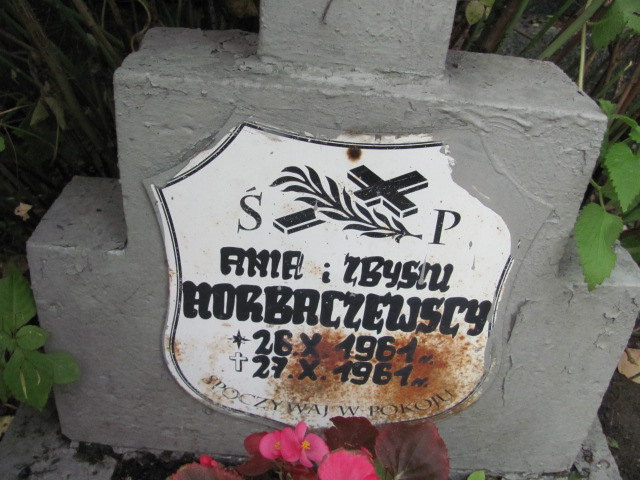 Ś P
ANIA i ZBYSIU
HORBACZEWSCY
* 26.X.1961,,
✝ 27.X.1961,,
SPOCZYWAJ W POKOJU